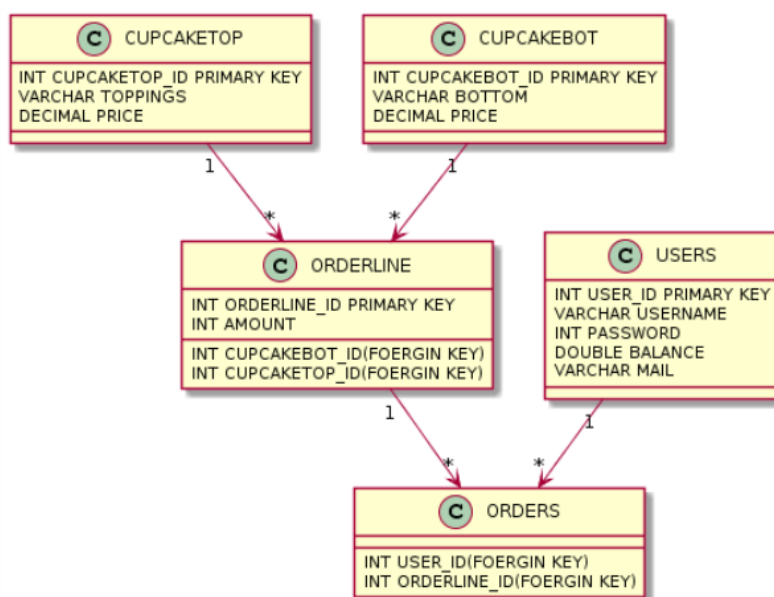 C CUPCAKETOP
INT CUPCAKETOP_ID PRIMARY KEY
VARCHAR TOPPINGS
DECIMAL PRICE
C CUPCAKEBOT
INT CUPCAKEBOT_ID PRIMARY KEY
VARCHAR BOTTOM
DECIMAL PRICE
1
1
*
*
C ORDERLINE
INT ORDERLINE_ID PRIMARY KEY
INT AMOUNT
INT CUPCAKEBOT_ID(FOERGIN KEY)
INT CUPCAKETOP_ID(FOERGIN KEY)
C USERS
INT USER_ID PRIMARY KEY
VARCHAR USERNAME
INT PASSWORD
DOUBLE BALANCE
VARCHAR MAIL
1
1
*
*
C ORDERS
INT USER_ID(FOERGIN KEY)
INT ORDERLINE_ID(FOERGIN KEY)